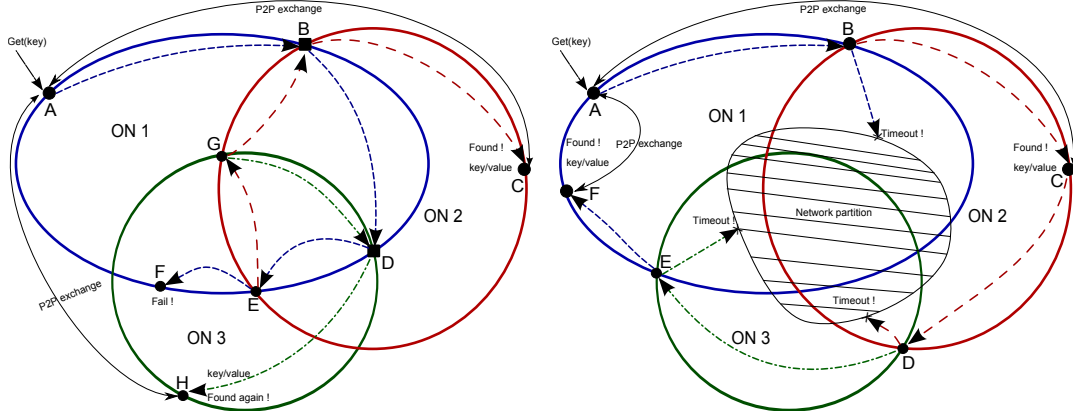 P2P exchange
B
Get(key)
A
ON 1
G
Found !
key/value
C
ON 2
D
F
Fail !
E
P2P exchange
ON 3
H
key/value
Found again !
P2P exchange
B
Get(key)
A
ON 1
Timeout !
Found !
key/value
P2P exchange
F
Found !
key/value
C
Network partition
ON 2
Timeout !
E
Timeout !
ON 3
D